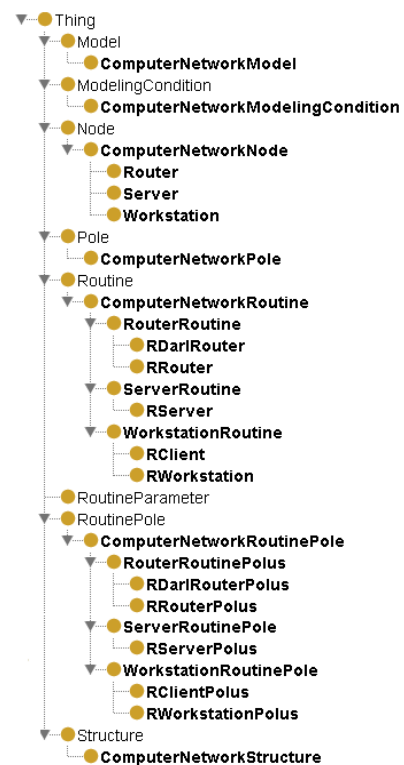 Thing
Model
ComputerNetworkModel
ModelingCondition
ComputerNetworkModelingCondition
Node
ComputerNetworkNode
Router
Server
Workstation
Pole
ComputerNetworkPole
Routine
ComputerNetworkRoutine
RouterRoutine
RDarlRouter
RRouter
ServerRoutine
RServer
WorkstationRoutine
RClient
RWorkstation
RoutineParameter
RoutinePole
ComputerNetworkRoutinePole
RouterRoutinePolus
RDarlRouterPolus
RRouterPolus
ServerRoutinePole
RServerPolus
WorkstationRoutinePole
RClientPolus
RWorkstationPolus
Structure
ComputerNetworkStructure